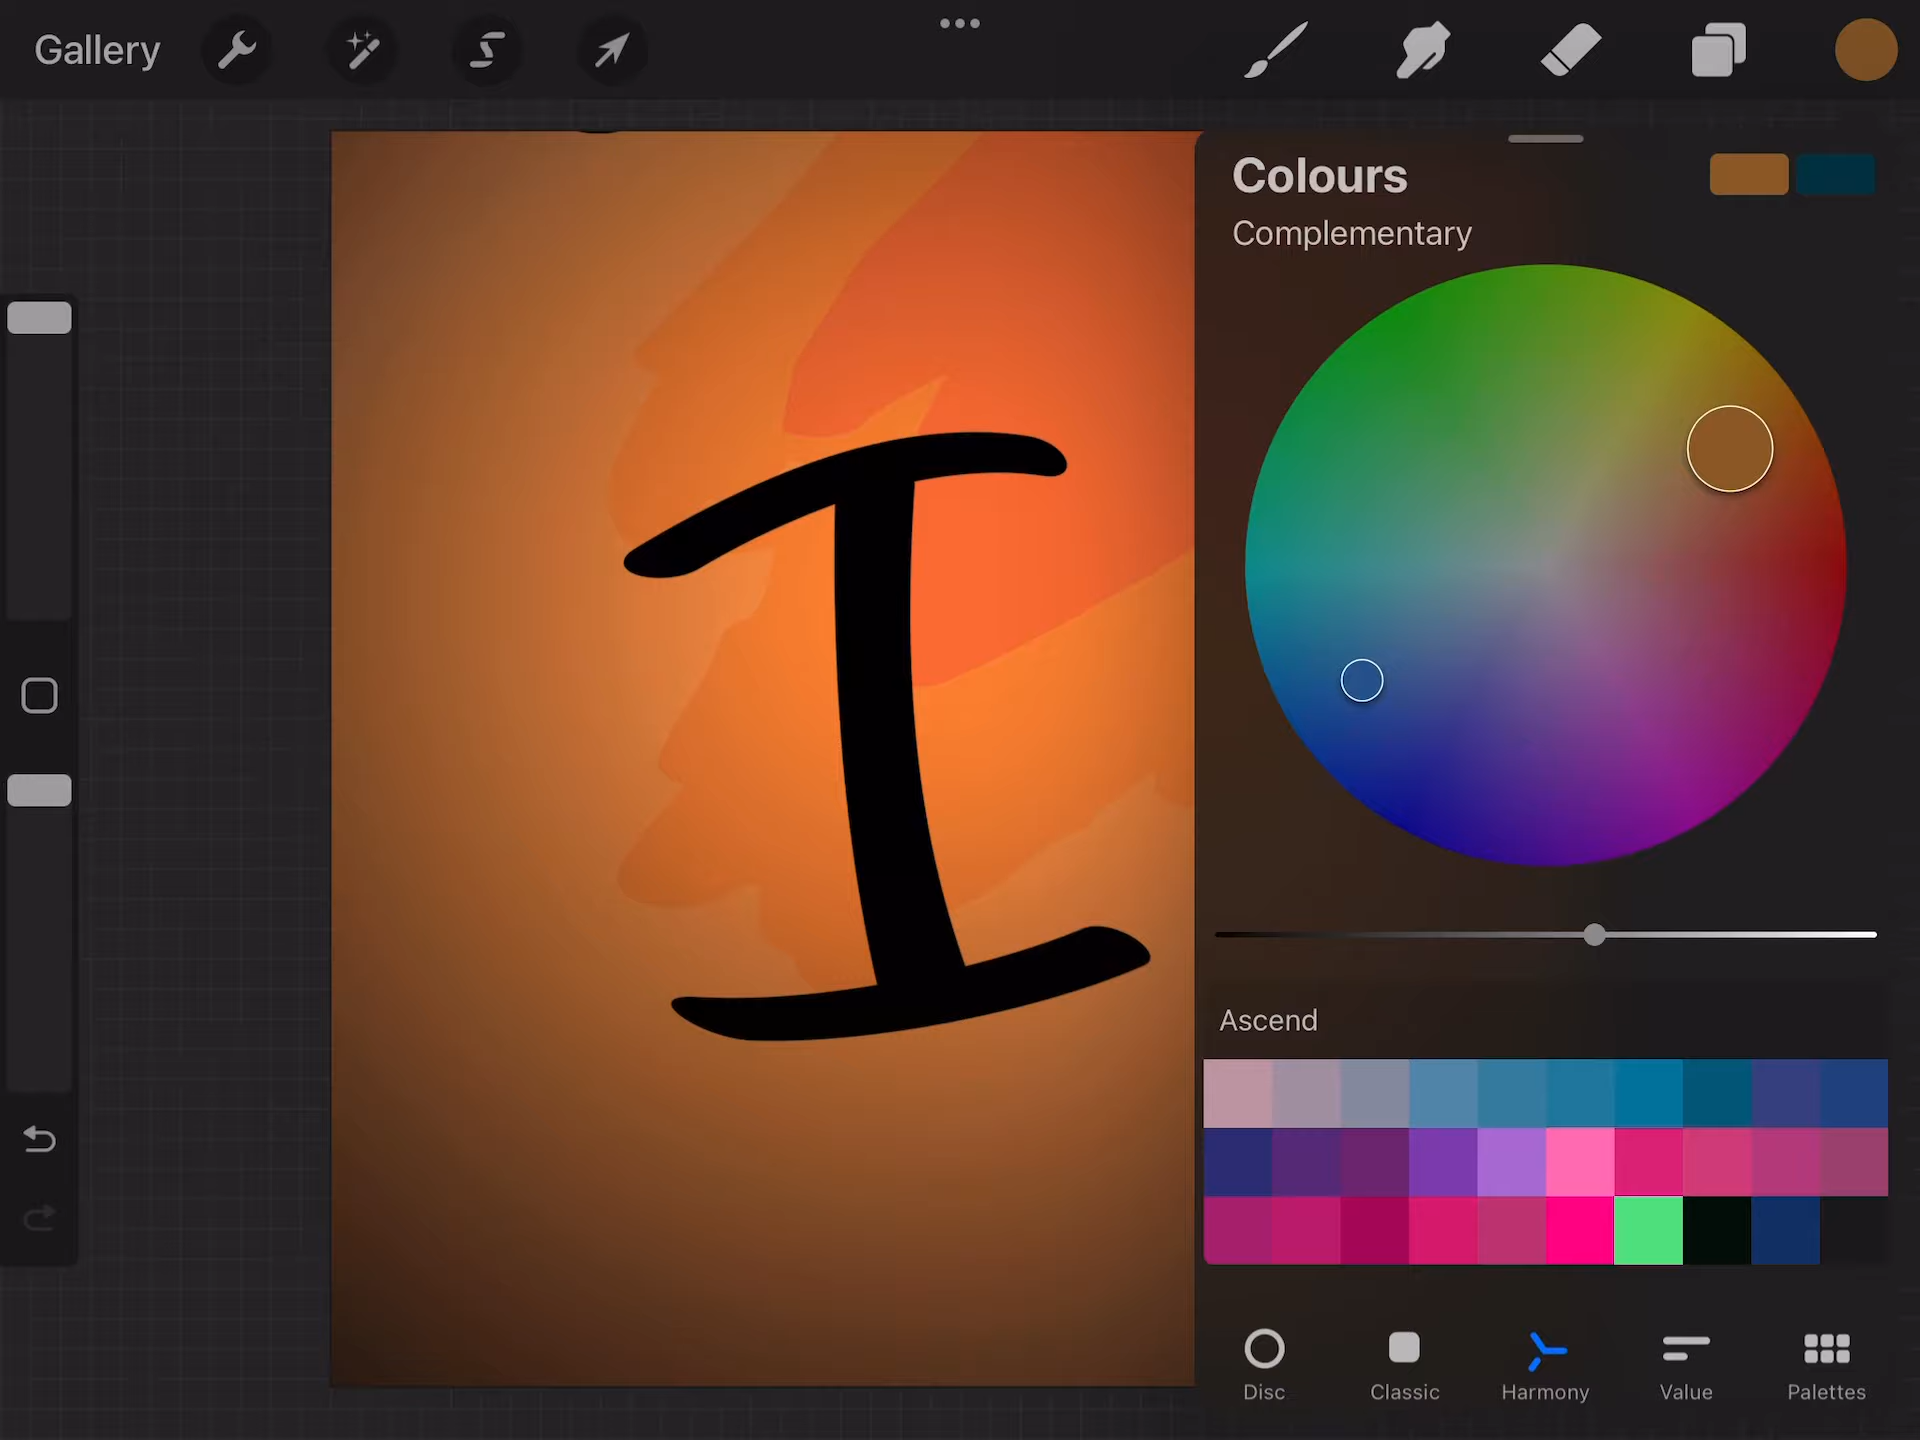 Gallery
Colours
Complementary
I
Ascend
Disc
Classic
Harmony
Value
Palettes